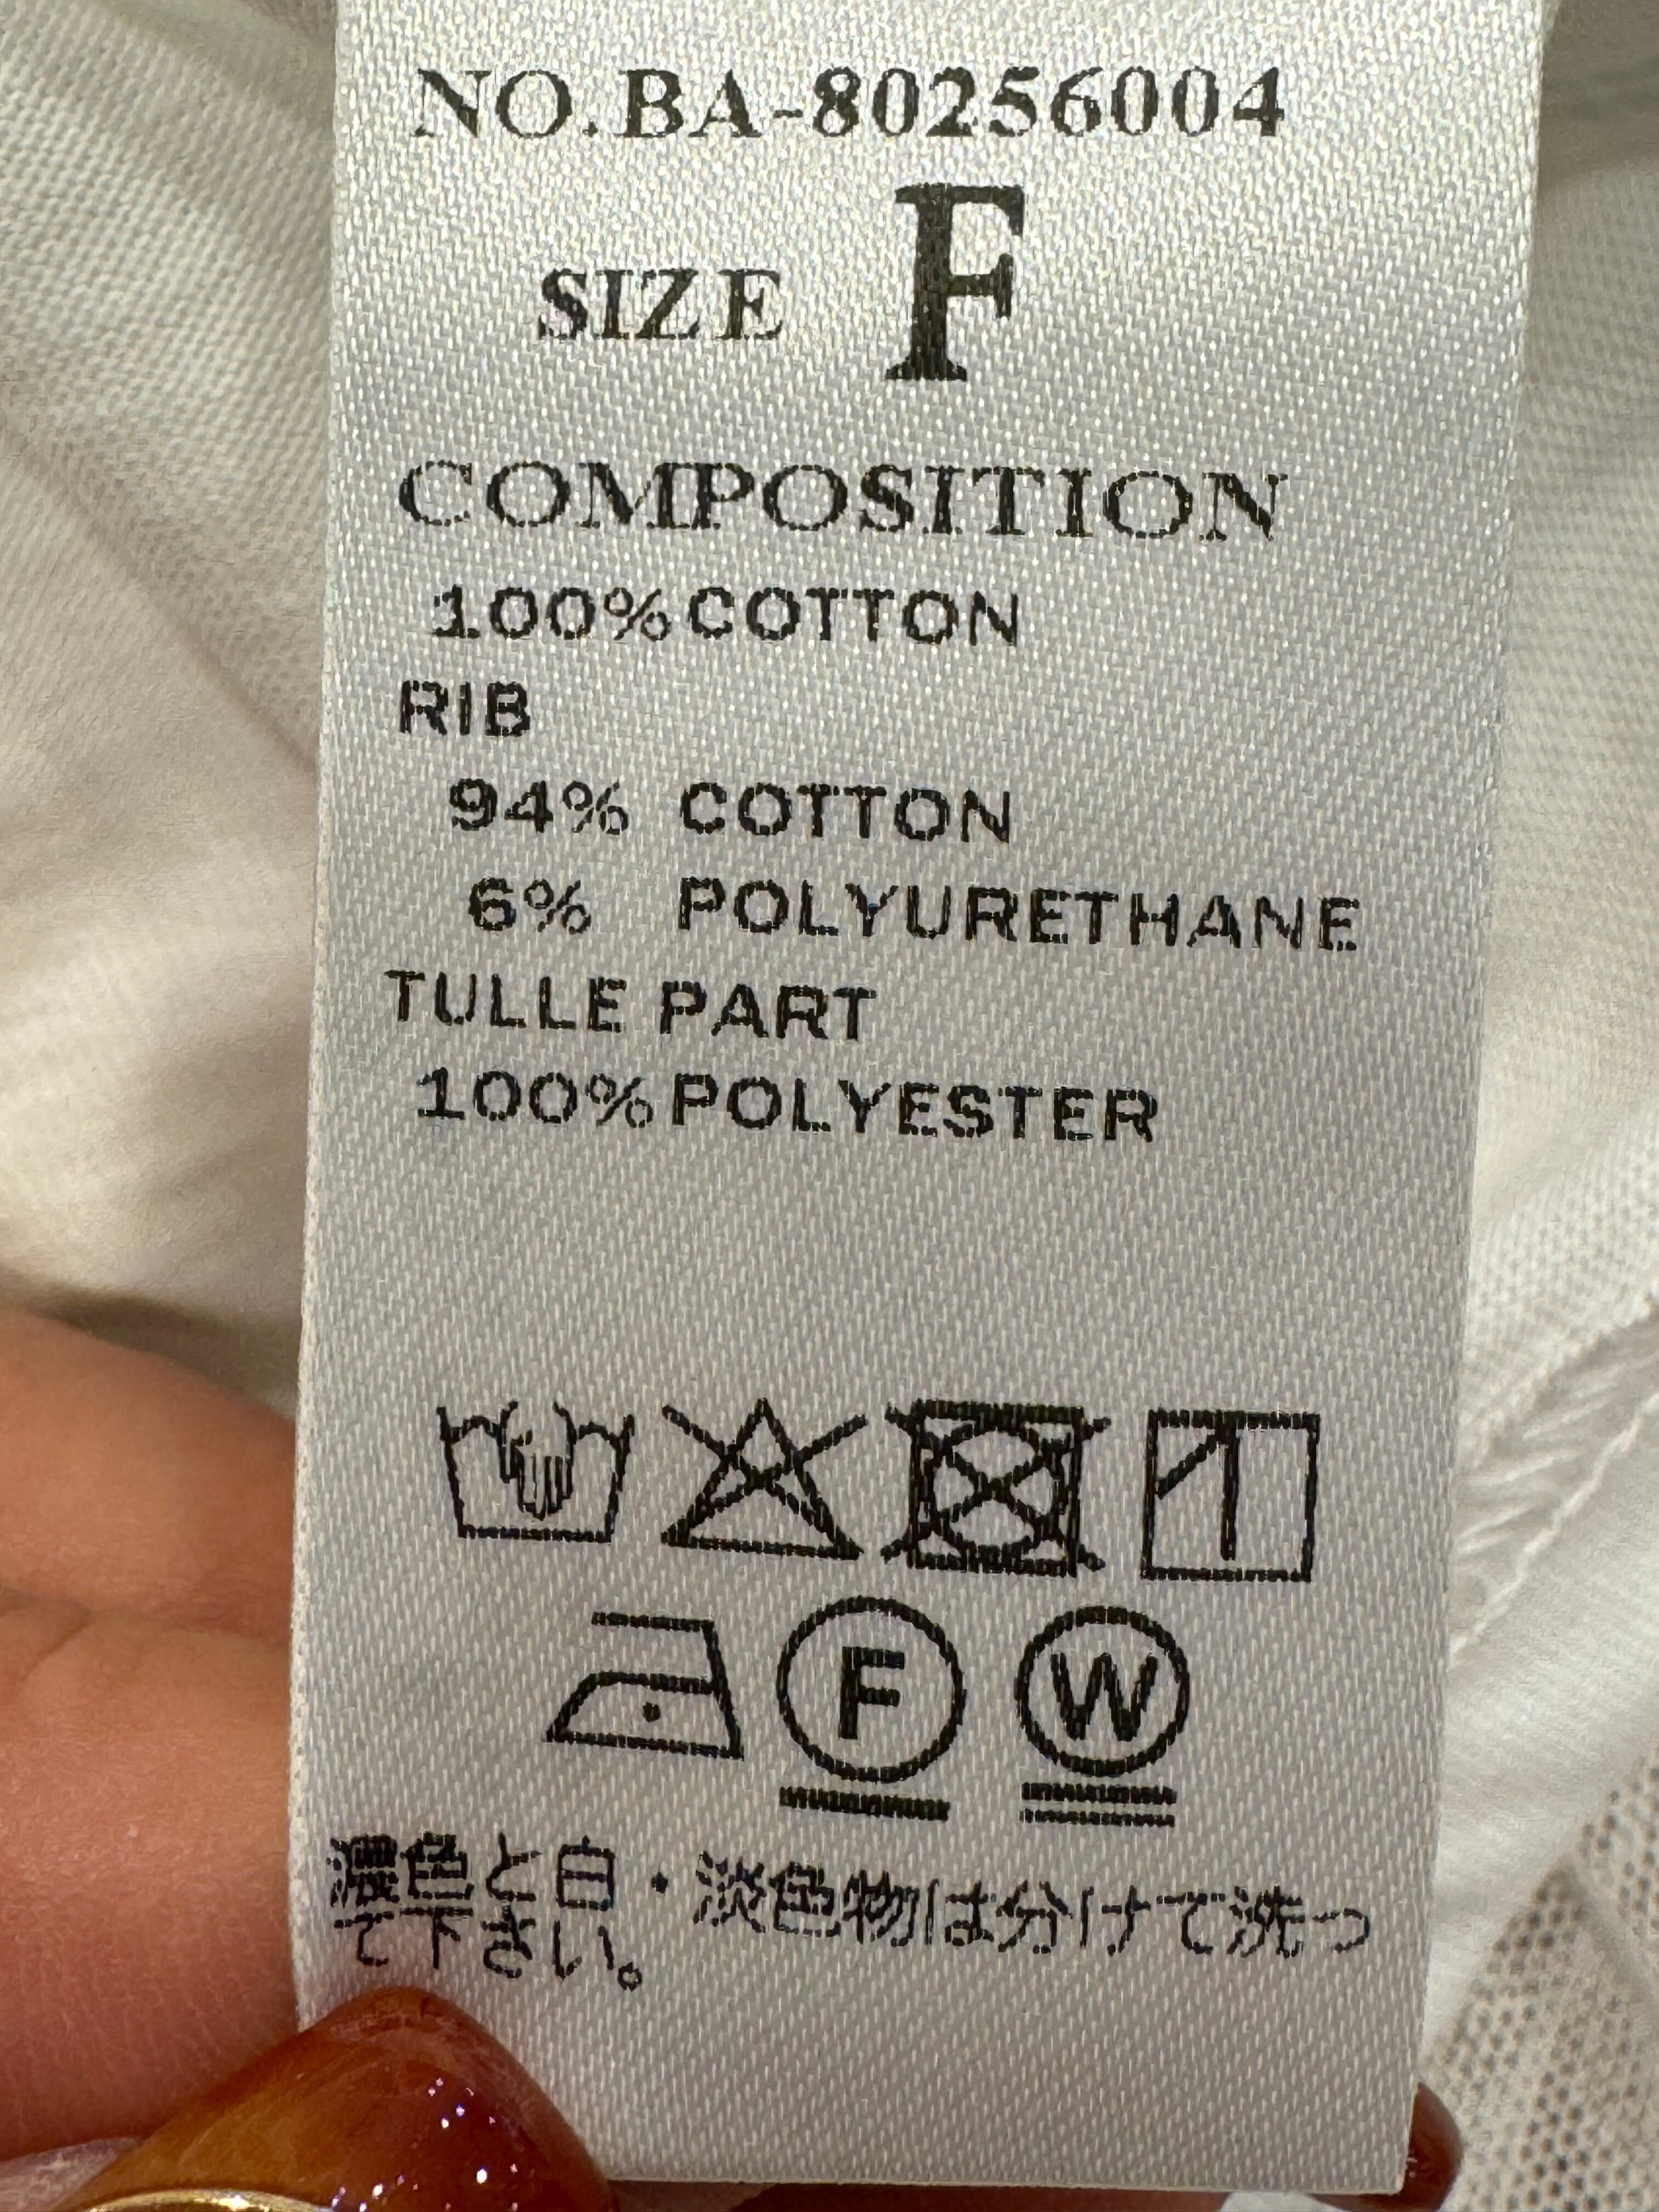 NO.BA-80256004
SIZE F
COMPOSITION
100%COTTON
RIB
94% COTTON
6% POLYURETHANE
TULLE PART
100%POLYESTER
F W
濃色と白・淡色物は分けて洗っ
て下さい。